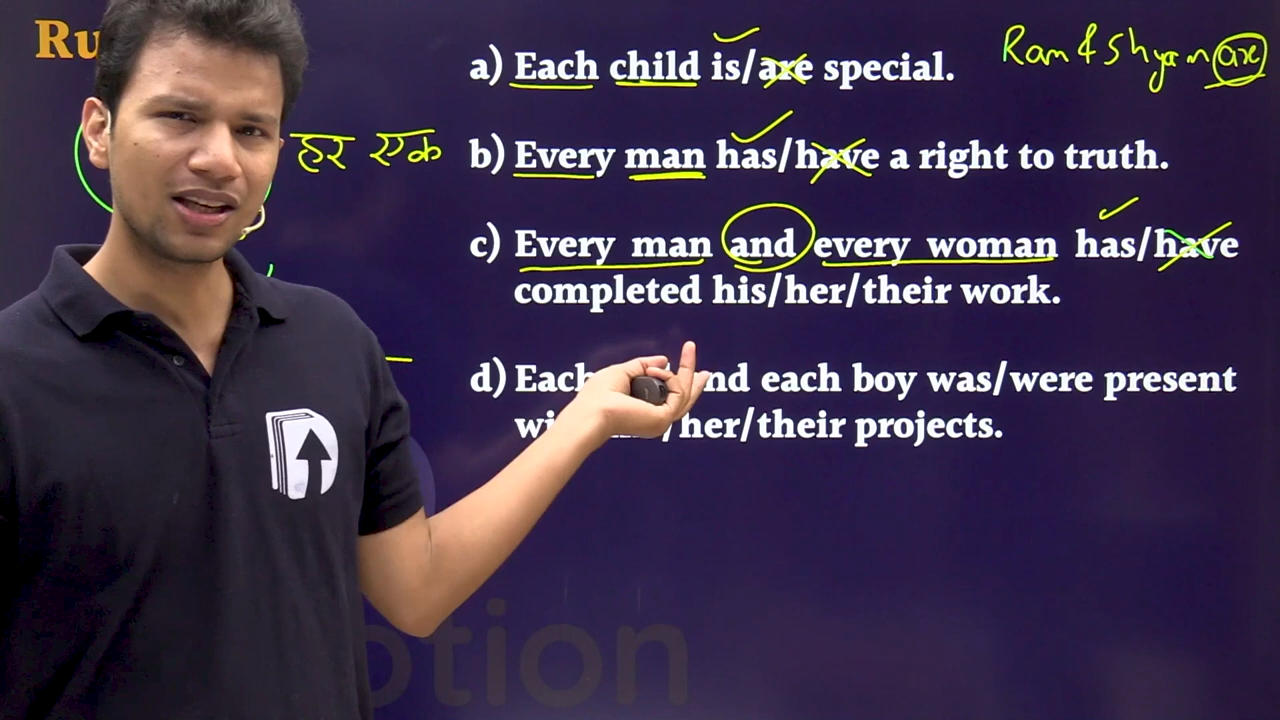 Ru
Ram & Shyam are
a) Each child is/are special.
हर एक
b) Every man has/have a right to truth.
c) Every man and every woman has/have
completed his/her/their work.
d) Each and each boy was/were present
/her/their projects.
otion